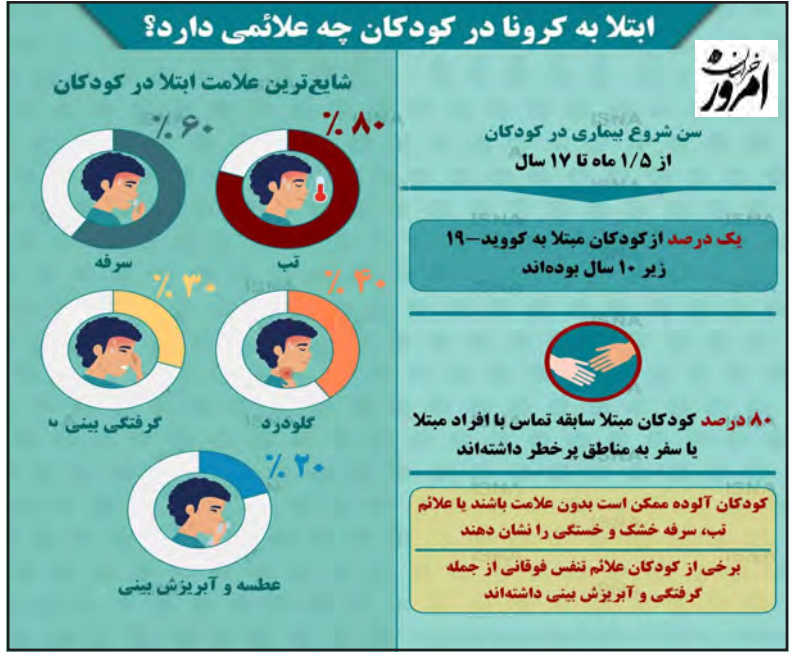 ابتلا به کرونا در کودکان چه علائمی دارد؟
خراسان
امروز
سن شروع بیماری در کودکان
از ۱/۵ ماه تا ۱۷ سال
یک درصد ازکودکان مبتلا به کووید-۱۹
زیر ۱۰ سال بوده‌اند
۸۰ درصد کودکان مبتلا سابقه تماس با افراد مبتلا
یا سفر به مناطق پرخطر داشته‌اند
کودکان آلوده ممکن است بدون علامت باشند یا علائم
تب، سرفه خشک و خستگی را نشان دهند
برخی از کودکان علائم تنفس فوقانی از جمله
گرفتگی و آبریزش بینی داشته‌اند
شایع‌ترین علامت ابتلا در کودکان
۸۰ ٪
تب
۶۰ ٪
سرفه
۴۰ ٪
گلودرد
۳۰ ٪
گرفتگی بینی
۲۰ ٪
عطسه و آبریزش بینی
ISNA